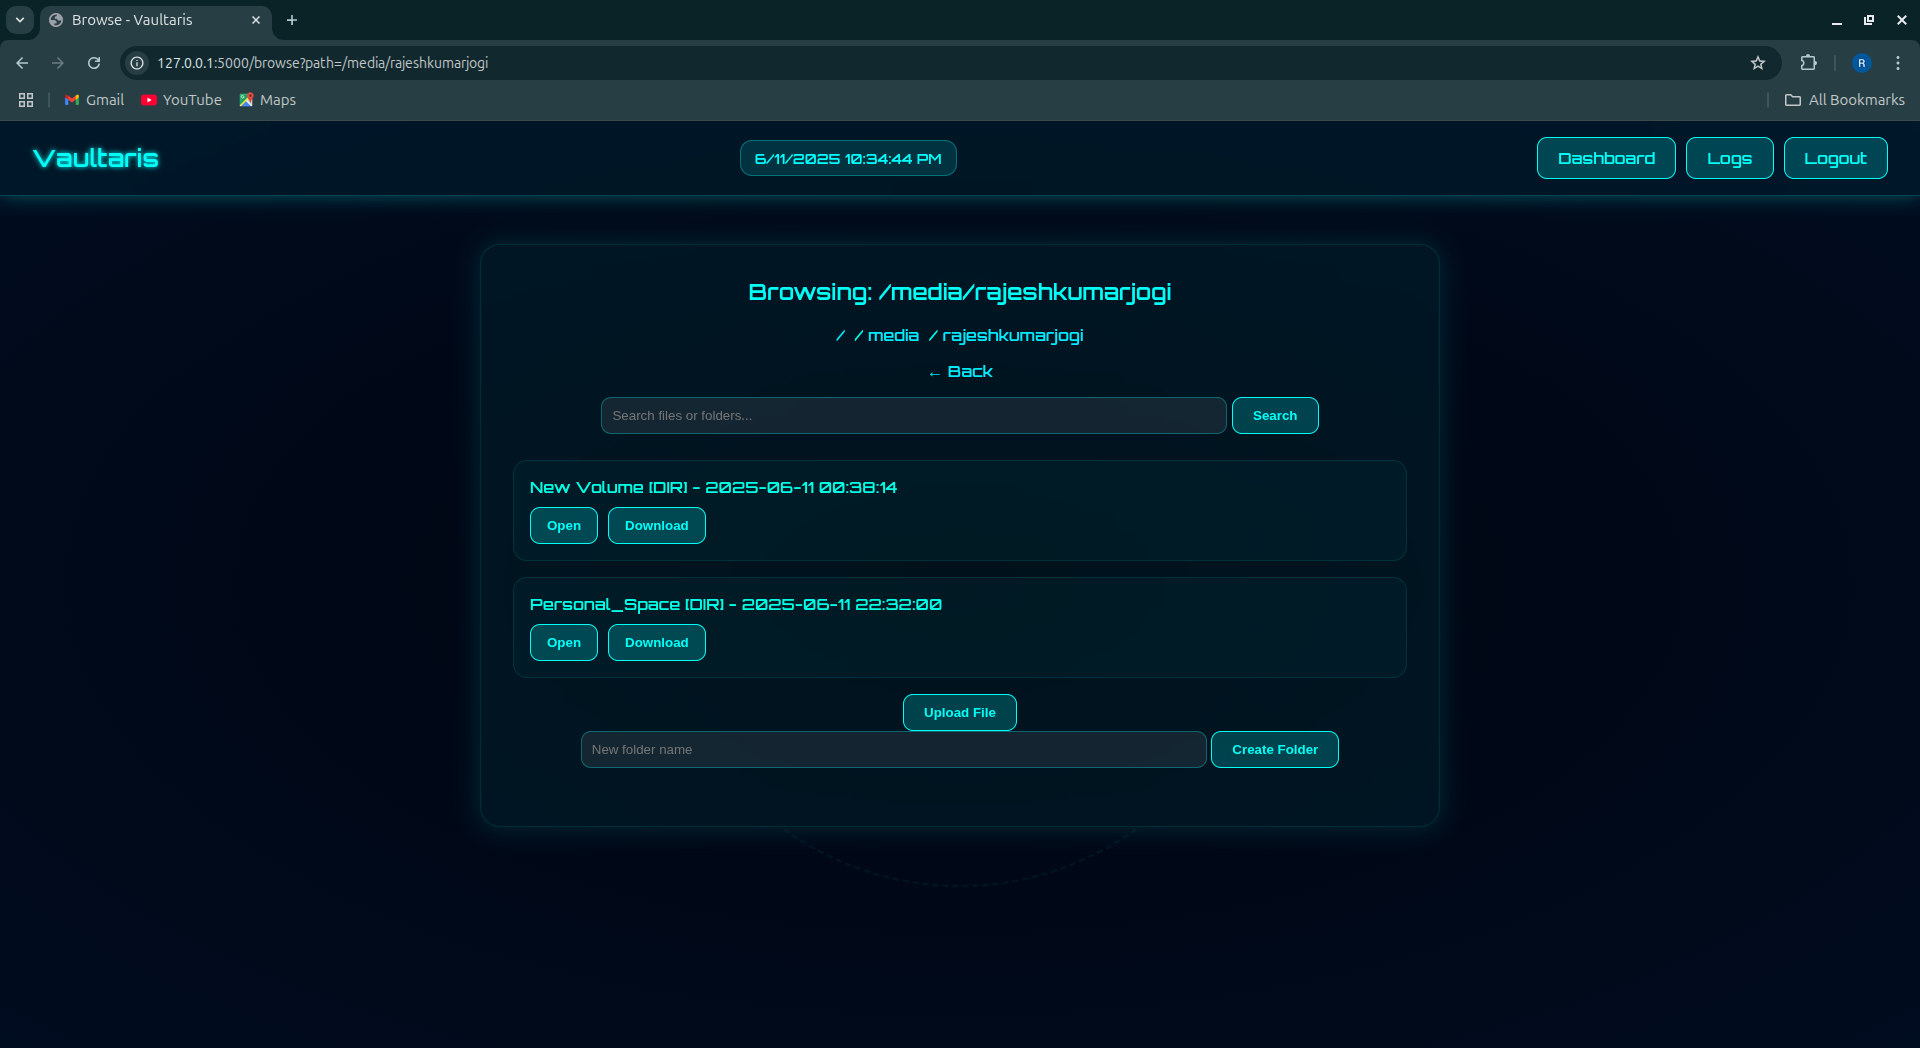 Browse - Vaultaris
127.0.0.1:5000/browse?path=/media/rajeshkumarjogi
R
Gmail YouTube Maps All Bookmarks
Vaultaris 6/11/2025 10:34:44 PM Dashboard Logs Logout
Browsing: /media/rajeshkumarjogi
/ / media / rajeshkumarjogi
← Back
Search files or folders... Search
New Volume [DIR] - 2025-06-11 00:38:14
Open Download
Personal_Space [DIR] - 2025-06-11 22:32:00
Open Download
Upload File
New folder name Create Folder